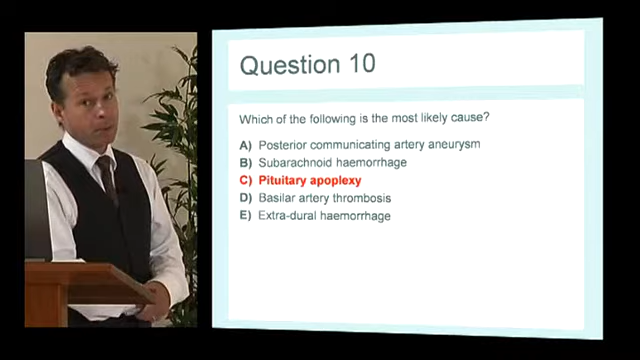 Question 10
Which of the following is the most likely cause?
A) Posterior communicating artery aneurysm
B) Subarachnoid haemorrhage
C) Pituitary apoplexy
D) Basilar artery thrombosis
E) Extra-dural haemorrhage